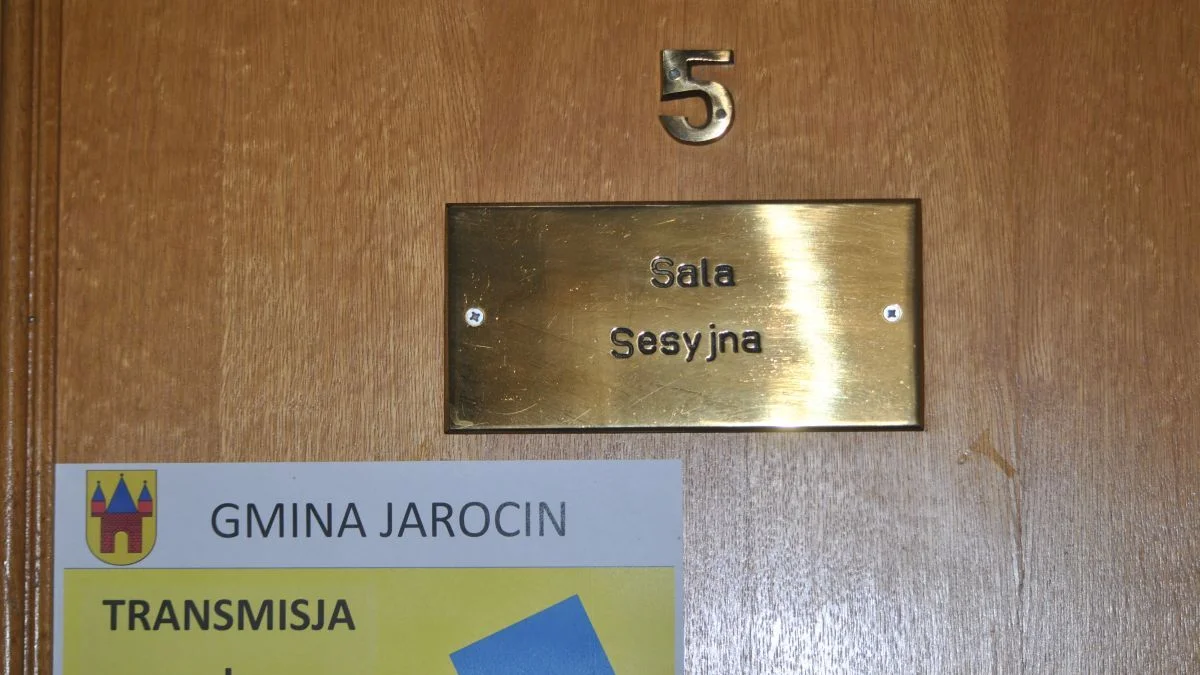 5
Sala
Sesyjna
GMINA JAROCIN
TRANSMISJA